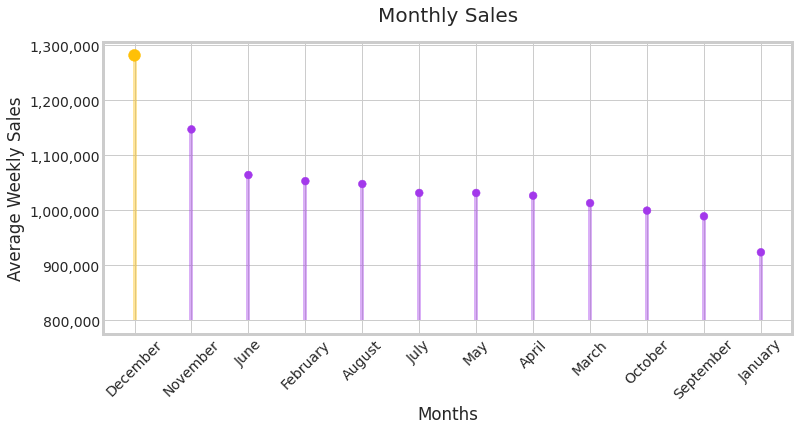 Monthly Sales
Average Weekly Sales
1,300,000
1,200,000
1,100,000
1,000,000
900,000
800,000
December
November
June
February
August
July
May
April
March
October
September
January
Months